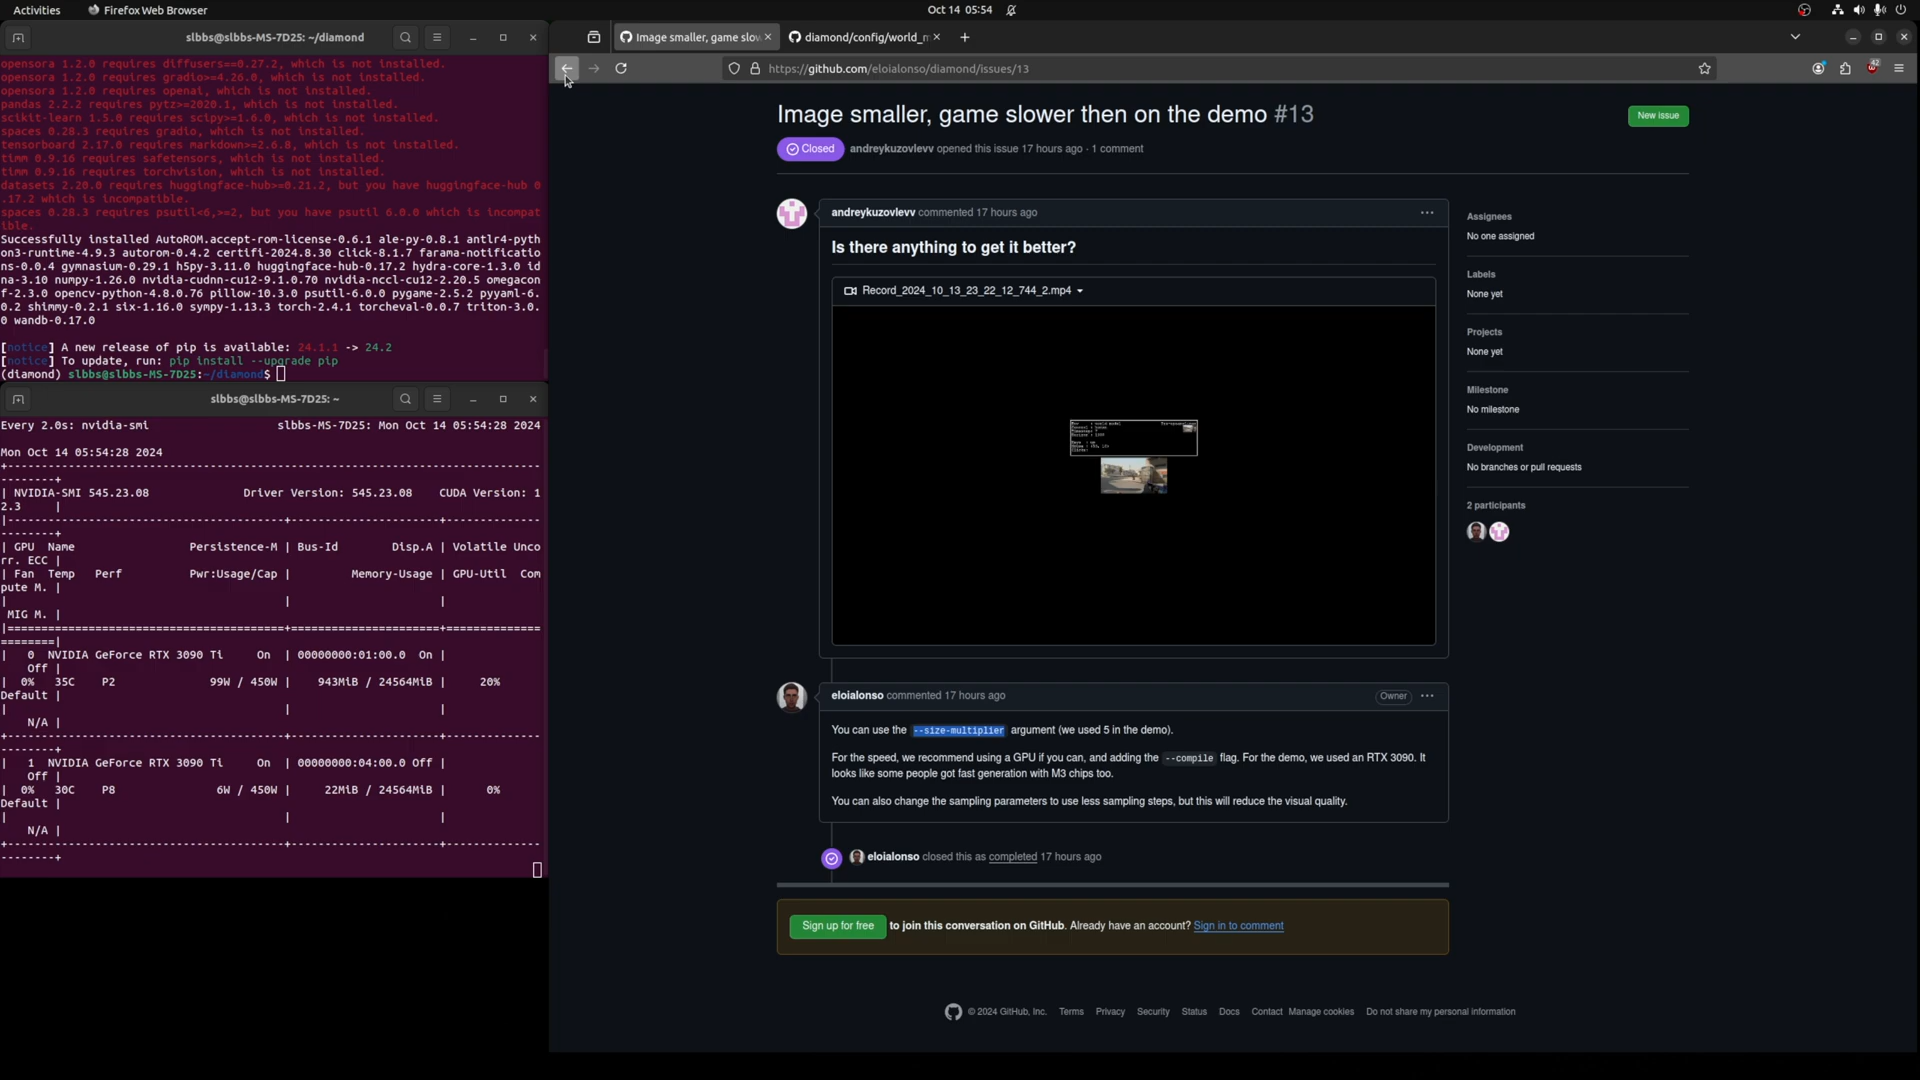 Activities
Firefox Web Browser
Oct 14 05:54
slbbs@slbbs-MS-7D25: ~/diamond
opensora 1.2.0 requires diffusers==0.27.2, which is not installed.
opensora 1.2.0 requires gradio>=4.26.0, which is not installed.
opensora 1.2.0 requires openai, which is not installed.
pandas 2.2.2 requires pytz>=2020.1, which is not installed.
scikit-learn 1.5.0 requires scipy>=1.6.0, which is not installed.
spaces 0.28.3 requires gradio, which is not installed.
tensorboard 2.17.0 requires markdown>=2.6.8, which is not installed.
timm 0.9.16 requires safetensors, which is not installed.
timm 0.9.16 requires torchvision, which is not installed.
datasets 2.20.0 requires huggingface-hub>=0.21.2, but you have huggingface-hub 0
.17.2 which is incompatible.
spaces 0.28.3 requires psutil<6,>=2, but you have psutil 6.0.0 which is incompat
ible.
Successfully installed AutoROM.accept-rom-license-0.6.1 ale-py-0.8.1 antlr4-pyth
on3-runtime-4.9.3 autorom-0.4.2 certifi-2024.8.30 click-8.1.7 farama-notificatio
ns-0.0.4 gymnasium-0.29.1 h5py-3.11.0 huggingface-hub-0.17.2 hydra-core-1.3.0 id
na-3.10 numpy-1.26.0 nvidia-cudnn-cu12-9.1.0.70 nvidia-nccl-cu12-2.20.5 omegacon
f-2.3.0 opencv-python-4.8.0.76 pillow-10.3.0 psutil-6.0.0 pygame-2.5.2 pyyaml-6.
0.2 shimmy-0.2.1 six-1.16.0 sympy-1.13.3 torch-2.4.1 torcheval-0.0.7 triton-3.0.
0 wandb-0.17.0
[notice] A new release of pip is available: 24.1.1 -> 24.2
[notice] To update, run: pip install --upgrade pip
(diamond) slbbs@slbbs-MS-7D25:~/diamond$
slbbs@slbbs-MS-7D25: ~
Every 2.0s: nvidia-smi slbbs-MS-7D25: Mon Oct 14 05:54:28 2024
Mon Oct 14 05:54:28 2024
| NVIDIA-SMI 545.23.08 Driver Version: 545.23.08 CUDA Version: 1
2.3 |
| GPU Name Persistence-M | Bus-Id Disp.A | Volatile Unco
rr. ECC |
| Fan Temp Perf Pwr:Usage/Cap | Memory-Usage | GPU-Util Com
pute M. |
| | |
MIG M. |
| 0 NVIDIA GeForce RTX 3090 Ti On | 00000000:01:00.0 On |
Off |
| 0% 35C P2 99W / 450W | 943MiB / 24564MiB | 20%
Default |
| | |
N/A |
| 1 NVIDIA GeForce RTX 3090 Ti On | 00000000:04:00.0 Off |
Off |
| 0% 30C P8 6W / 450W | 22MiB / 24564MiB | 0%
Default |
| | |
N/A |
Image smaller, game slow
diamond/config/world_m
https://github.com/eloialonso/diamond/issues/13
42
Image smaller, game slower then on the demo #13
New issue
Closed
andreykuzovlevv opened this issue 17 hours ago · 1 comment
andreykuzovlevv commented 17 hours ago
Is there anything to get it better?
Record_2024_10_13_23_22_12_744_2.mp4
eloialonso commented 17 hours ago
Owner
You can use the --size-multiplier argument (we used 5 in the demo).
For the speed, we recommend using a GPU if you can, and adding the --compile flag. For the demo, we used an RTX 3090. It
looks like some people got fast generation with M3 chips too.
You can also change the sampling parameters to use less sampling steps, but this will reduce the visual quality.
eloialonso closed this as completed 17 hours ago
Sign up for free to join this conversation on GitHub. Already have an account? Sign in to comment
Assignees
No one assigned
Labels
None yet
Projects
None yet
Milestone
No milestone
Development
No branches or pull requests
2 participants
© 2024 GitHub, Inc. Terms Privacy Security Status Docs Contact Manage cookies Do not share my personal information